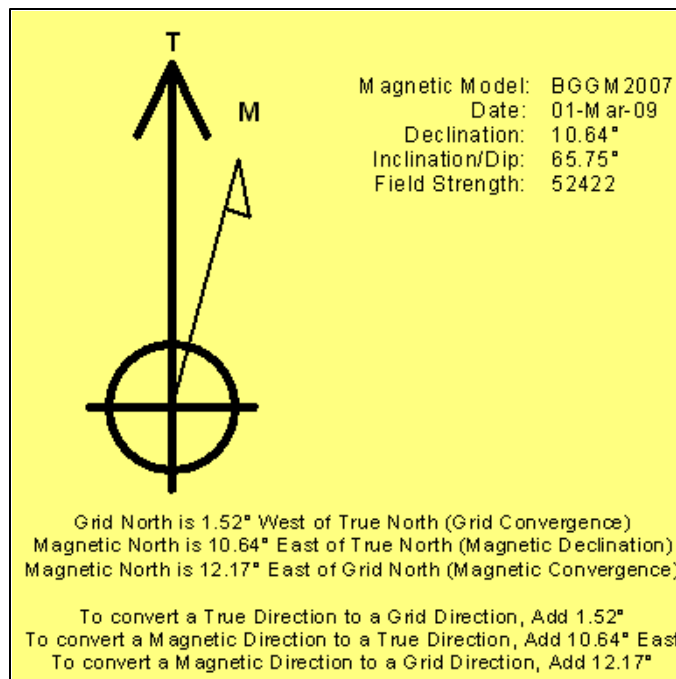 T
M
Magnetic Model: BGGM2007
Date: 01-Mar-09
Declination: 10.64°
Inclination/Dip: 65.75°
Field Strength: 52422
Grid North is 1.52° West of True North (Grid Convergence)
Magnetic North is 10.64° East of True North (Magnetic Declination)
Magnetic North is 12.17° East of Grid North (Magnetic Convergence)
To convert a True Direction to a Grid Direction, Add 1.52°
To convert a Magnetic Direction to a True Direction, Add 10.64° East
To convert a Magnetic Direction to a Grid Direction, Add 12.17°